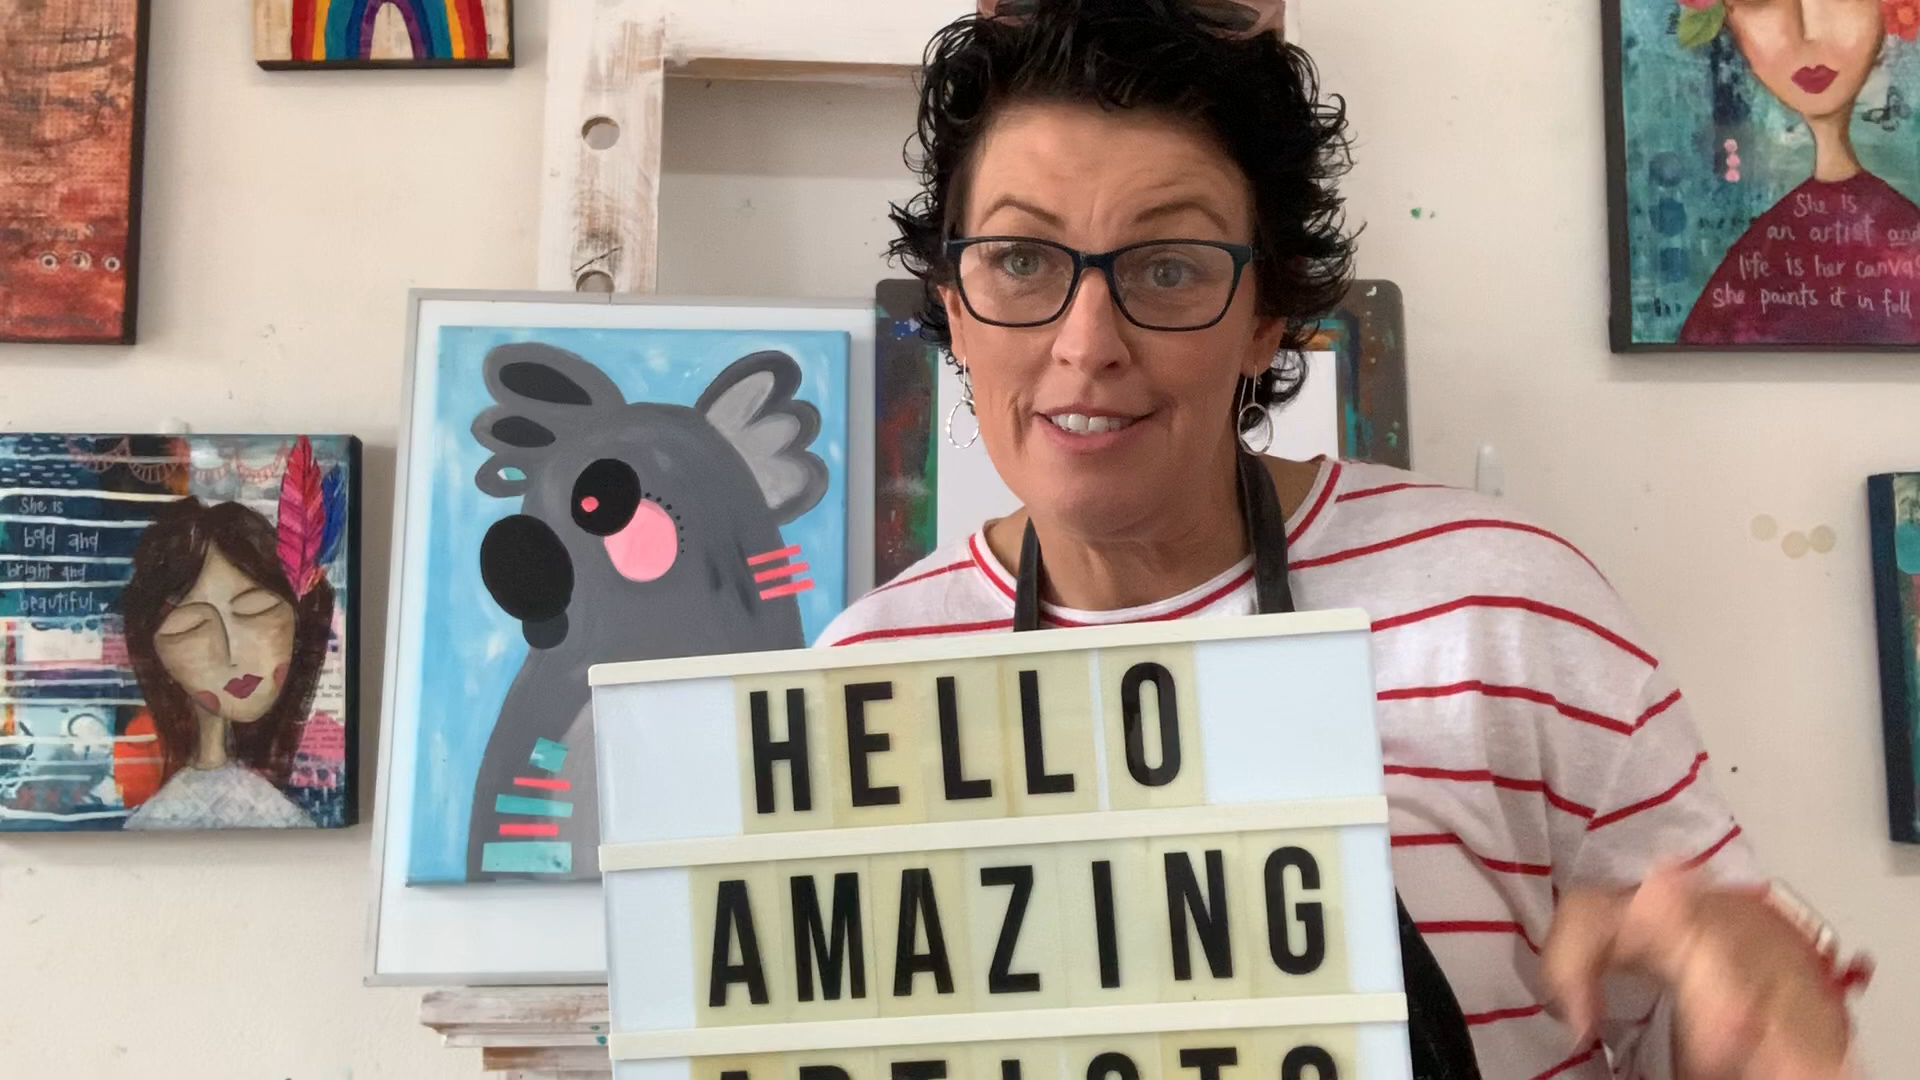 She is
an artist and
life is her canvas
she paints it in full
She is
bold and
bright and
beautiful
HELLO
AMAZING
ARTISTS